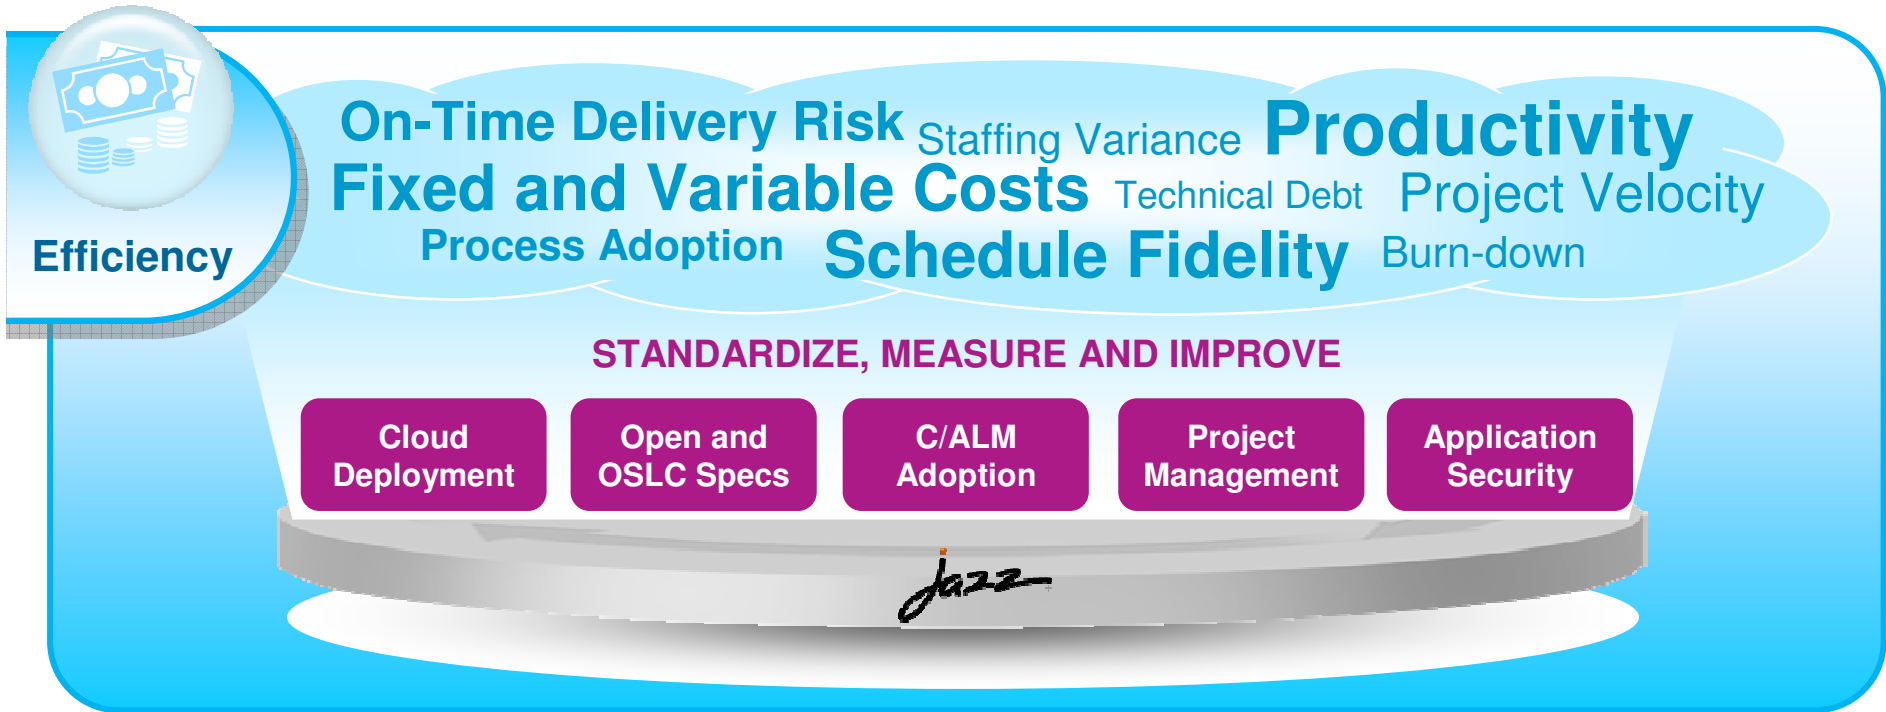 On-Time Delivery Risk Staffing Variance Productivity
Fixed and Variable Costs Technical Debt Project Velocity
Process Adoption Schedule Fidelity Burn-down
Efficiency
STANDARDIZE, MEASURE AND IMPROVE
Cloud
Deployment
Open and
OSLC Specs
C/ALM
Adoption
Project
Management
Application
Security
jazz